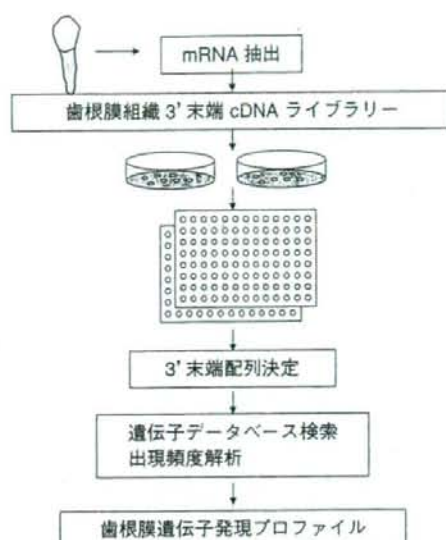 mRNA 抽出
歯根膜組織 3' 末端 cDNA ライブラリー
3' 末端配列決定
遺伝子データベース検索
出現頻度解析
歯根膜遺伝子発現プロファイル